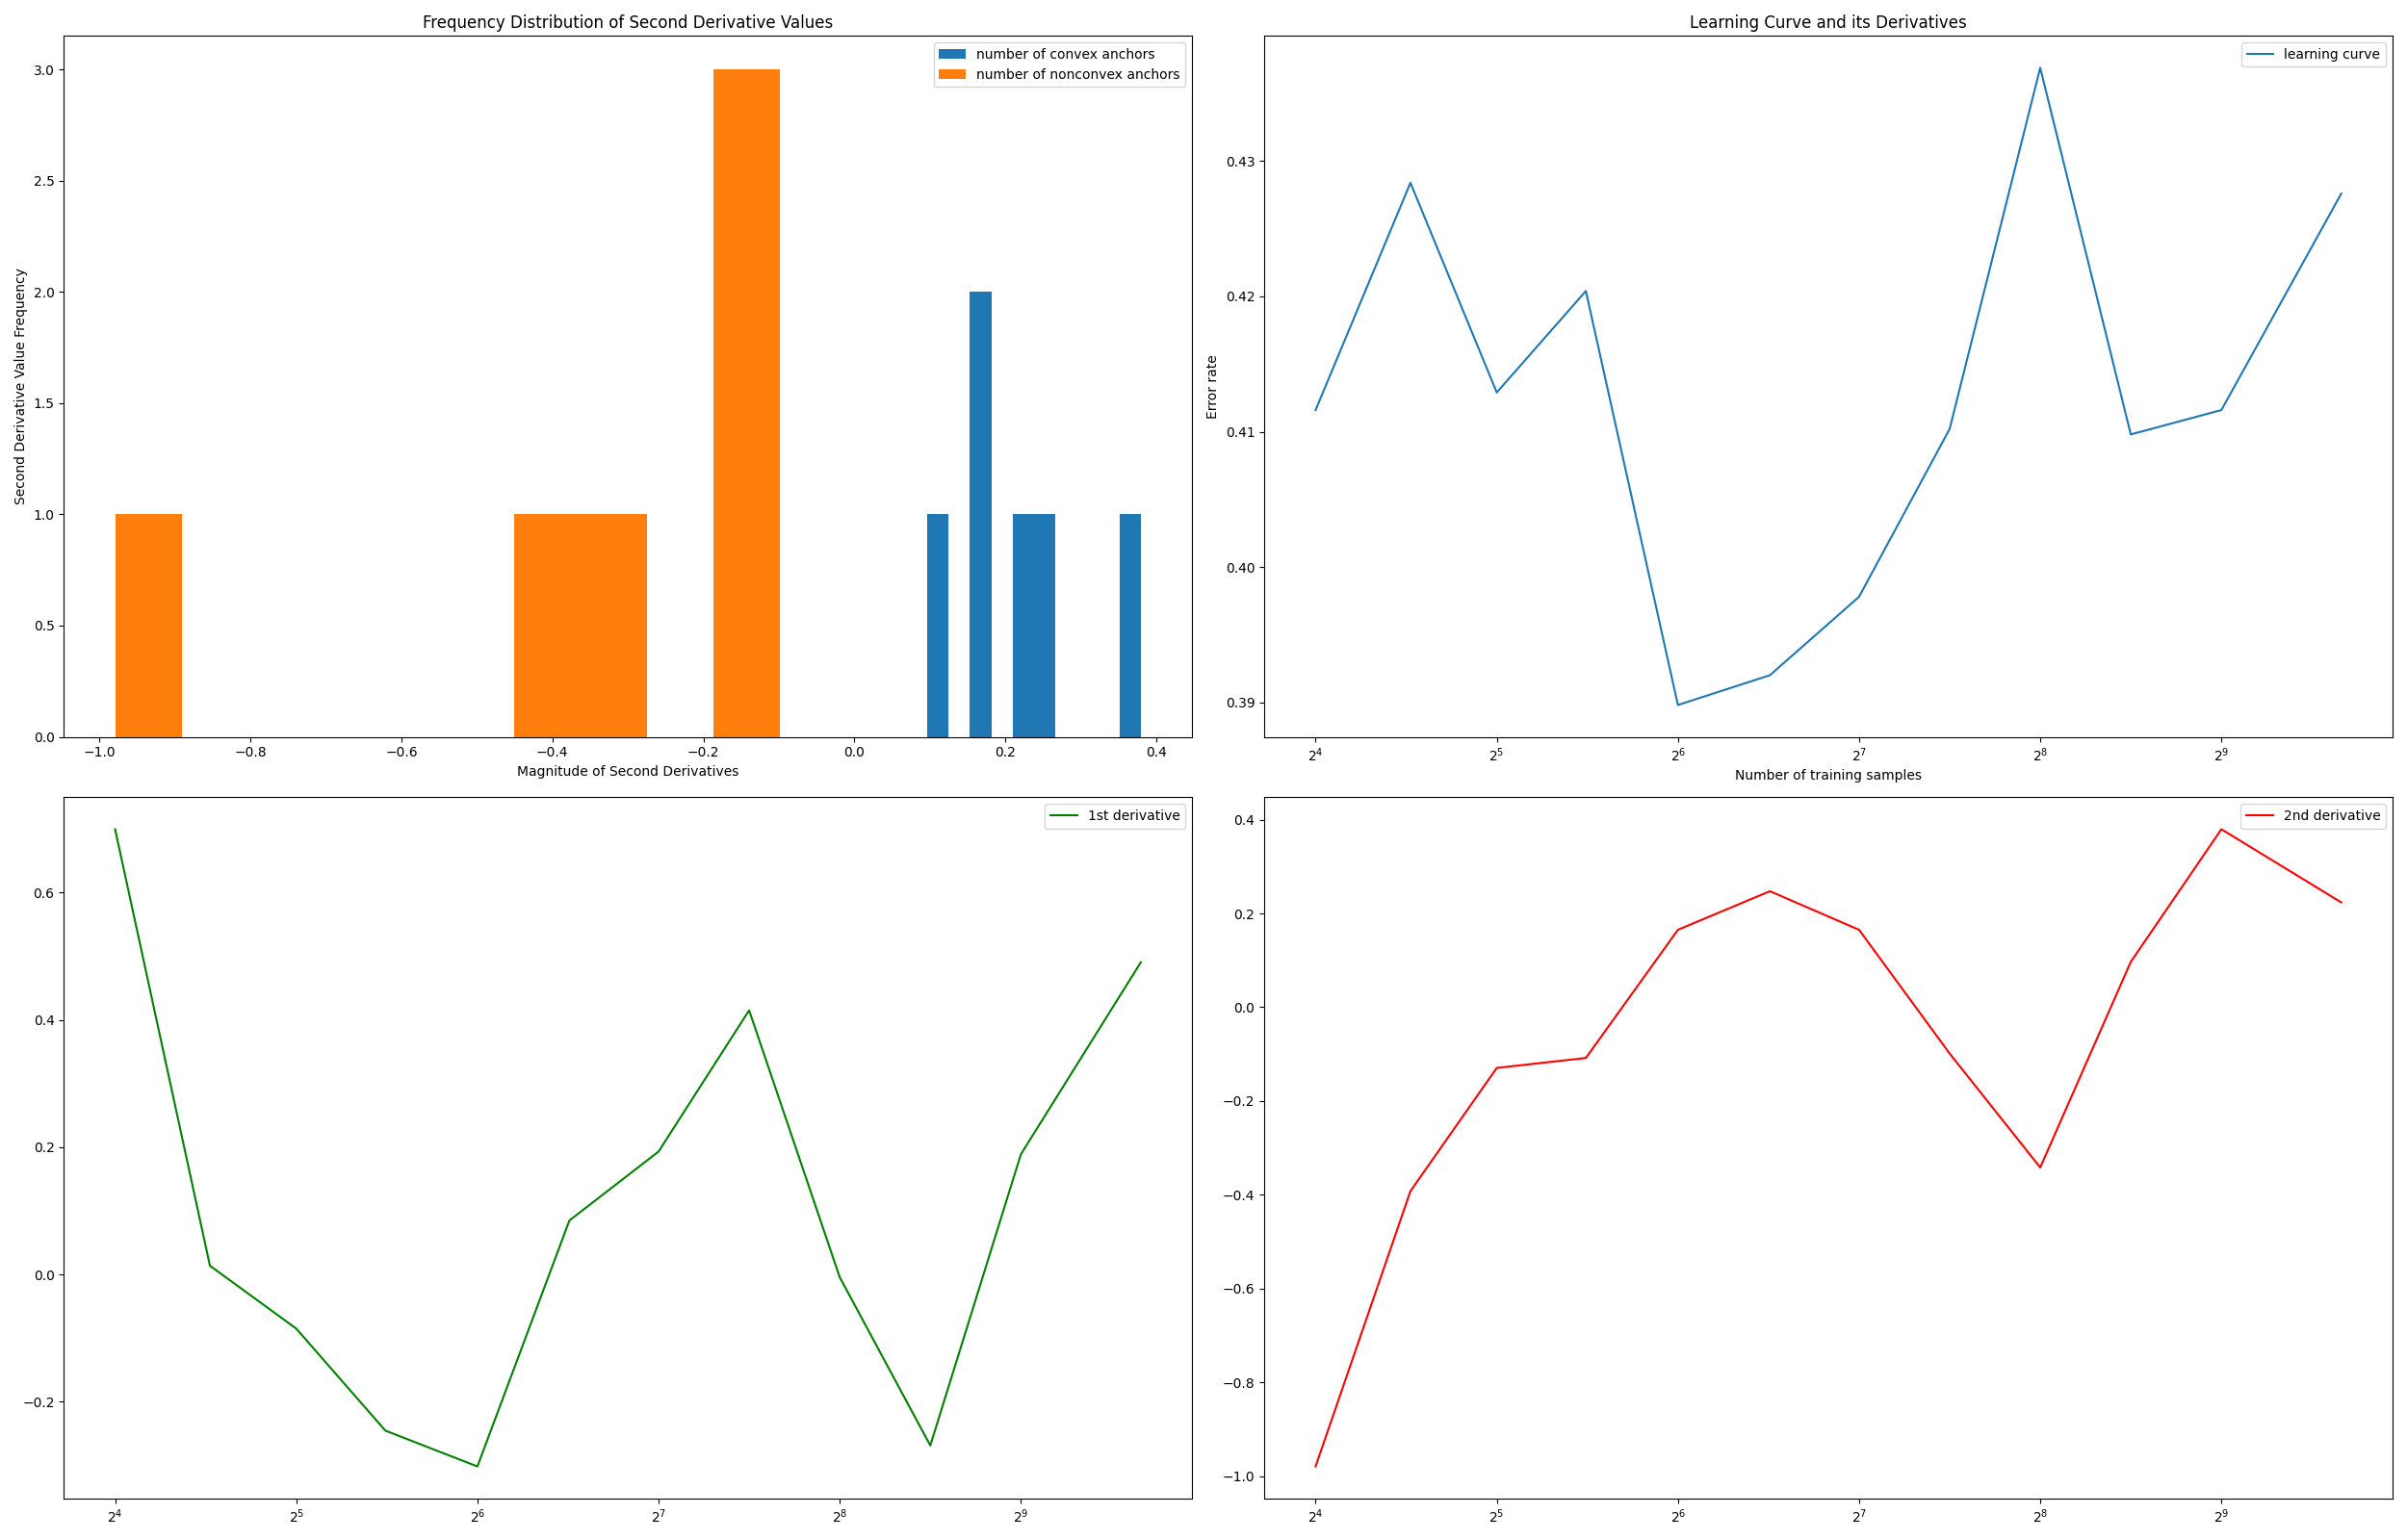 Frequency Distribution of Second Derivative Values
number of convex anchors
number of nonconvex anchors
Second Derivative Value Frequency
3.0
2.5
2.0
1.5
1.0
0.5
0.0
−1.0 −0.8 −0.6 −0.4 −0.2 0.0 0.2 0.4
Magnitude of Second Derivatives
Learning Curve and its Derivatives
learning curve
Error rate
0.43
0.42
0.41
0.40
0.39
2⁴ 2⁵ 2⁶ 2⁷ 2⁸ 2⁹
Number of training samples
1st derivative
0.6
0.4
0.2
0.0
−0.2
2⁴ 2⁵ 2⁶ 2⁷ 2⁸ 2⁹
2nd derivative
0.4
0.2
0.0
−0.2
−0.4
−0.6
−0.8
−1.0
2⁴ 2⁵ 2⁶ 2⁷ 2⁸ 2⁹